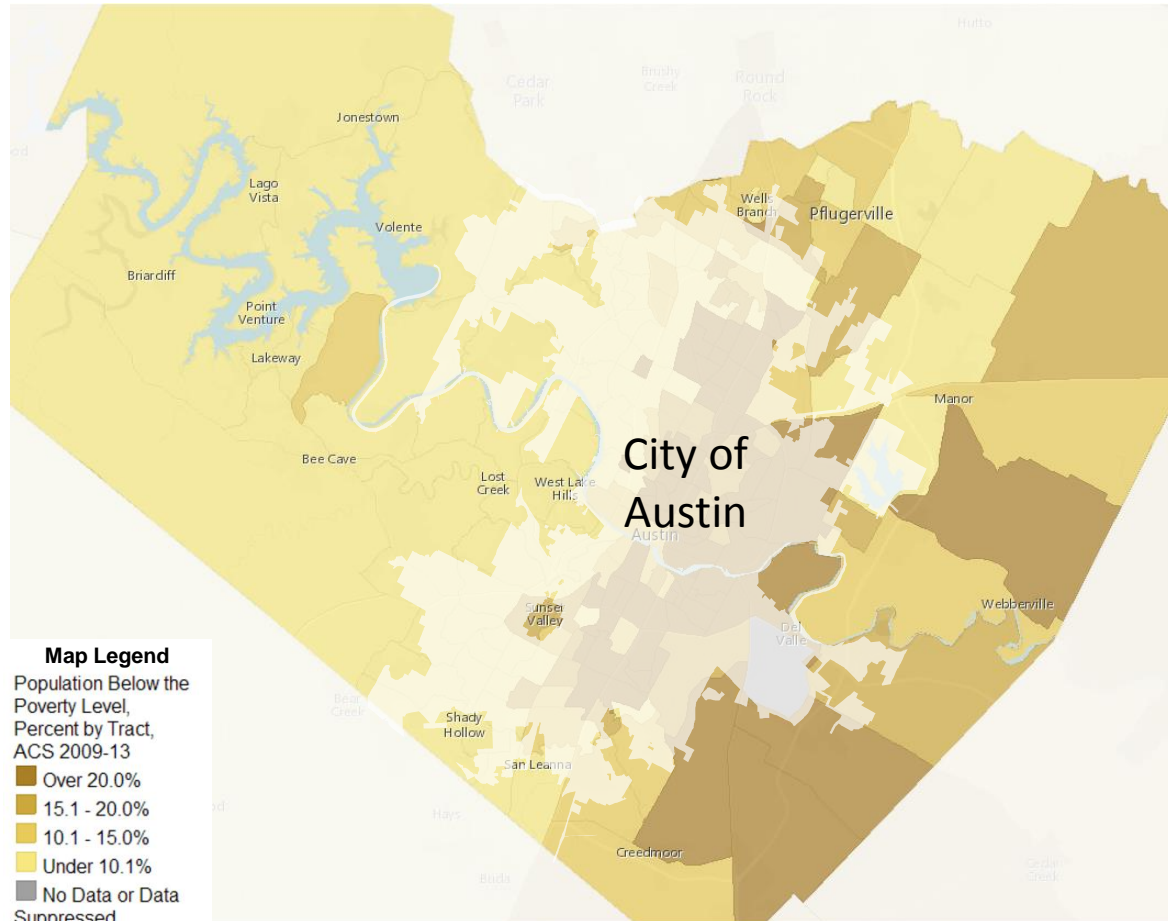 Hutto
Cedar
Park
Brushy
Creek
Round
Rock
Jonestown
Lago
Vista
Wells
Branch
Pflugerville
Volente
Briarcliff
Point
Venture
Lakeway
Manor
Bee Cave
City of
Austin
Lost
Creek
West Lake
Hills
Austin
Sunset
Valley
Webberville
Del
Valle
Bear
Creek
Shady
Hollow
San Leanna
Hays
Creedmoor
Buda
Cedar
Creek
Map Legend
Population Below the
Poverty Level,
Percent by Tract,
ACS 2009-13
Over 20.0%
15.1 - 20.0%
10.1 - 15.0%
Under 10.1%
No Data or Data
Suppressed